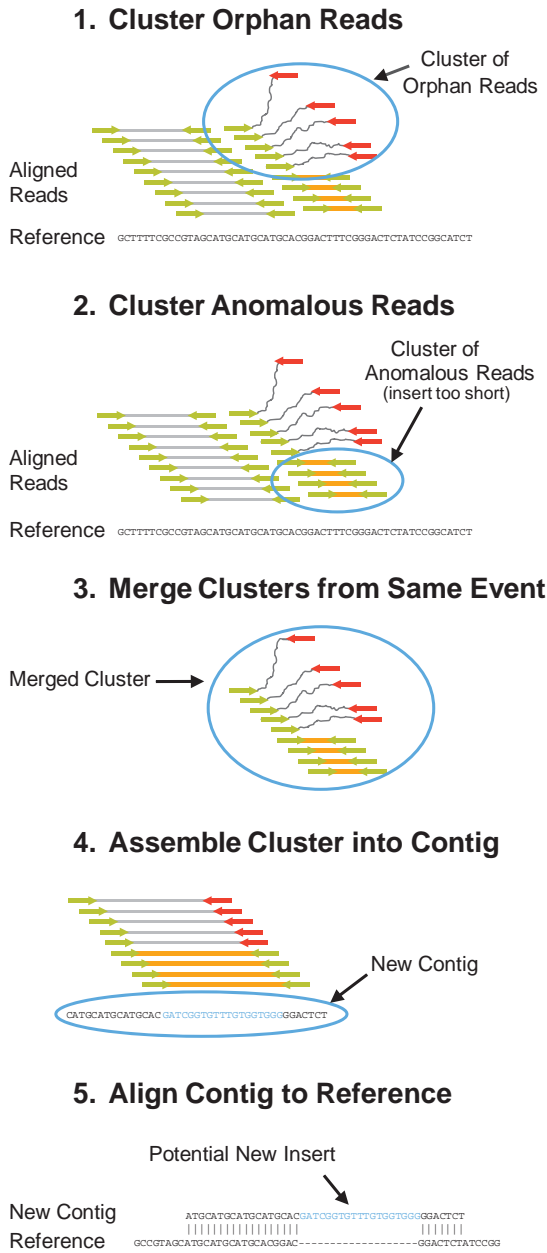 1. Cluster Orphan Reads
Cluster of
Orphan Reads
Aligned
Reads
Reference GCTTTTCGCCGTAGCATGCATGCATGCACGGACTTTCGGGACTCTATCCGGCATCT
2. Cluster Anomalous Reads
Cluster of
Anomalous Reads
(insert too short)
Aligned
Reads
Reference GCTTTTCGCCGTAGCATGCATGCATGCACGGACTTTCGGGACTCTATCCGGCATCT
3. Merge Clusters from Same Event
Merged Cluster
4. Assemble Cluster into Contig
New Contig
CATGCATGCATGCACGATCGGTGTTTGTGGTGGGGGACTCT
5. Align Contig to Reference
Potential New Insert
New Contig ATGCATGCATGCATGCACGATCGGTGTTTGTGGTGGGGGACTCT
Reference GCCGTAGCATGCATGCATGCACGGAC---------------------GGACTCTATCCGG